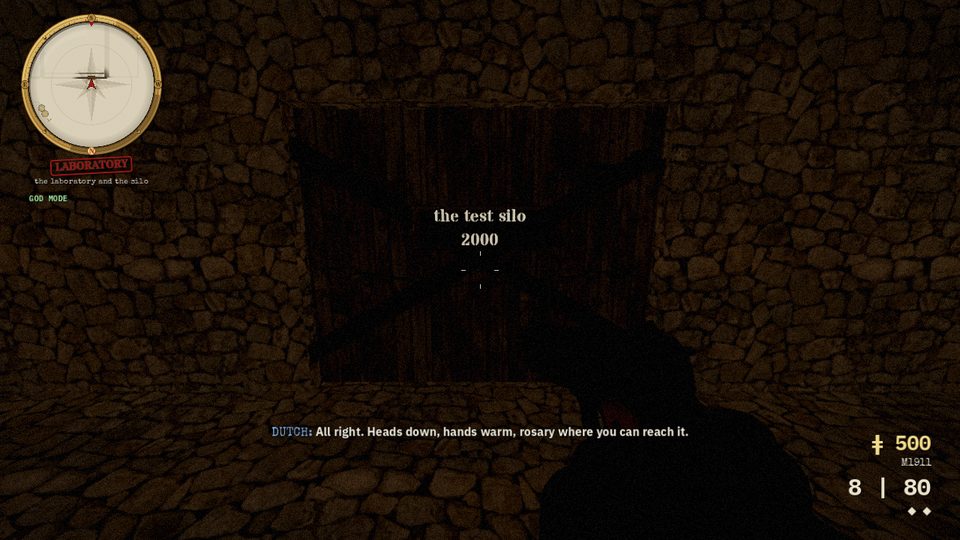 LABORATORY
the laboratory and the silo
GOD MODE
the test silo
2000
DUTCH: All right. Heads down, hands warm, rosary where you can reach it.
500
M1911
8 | 80